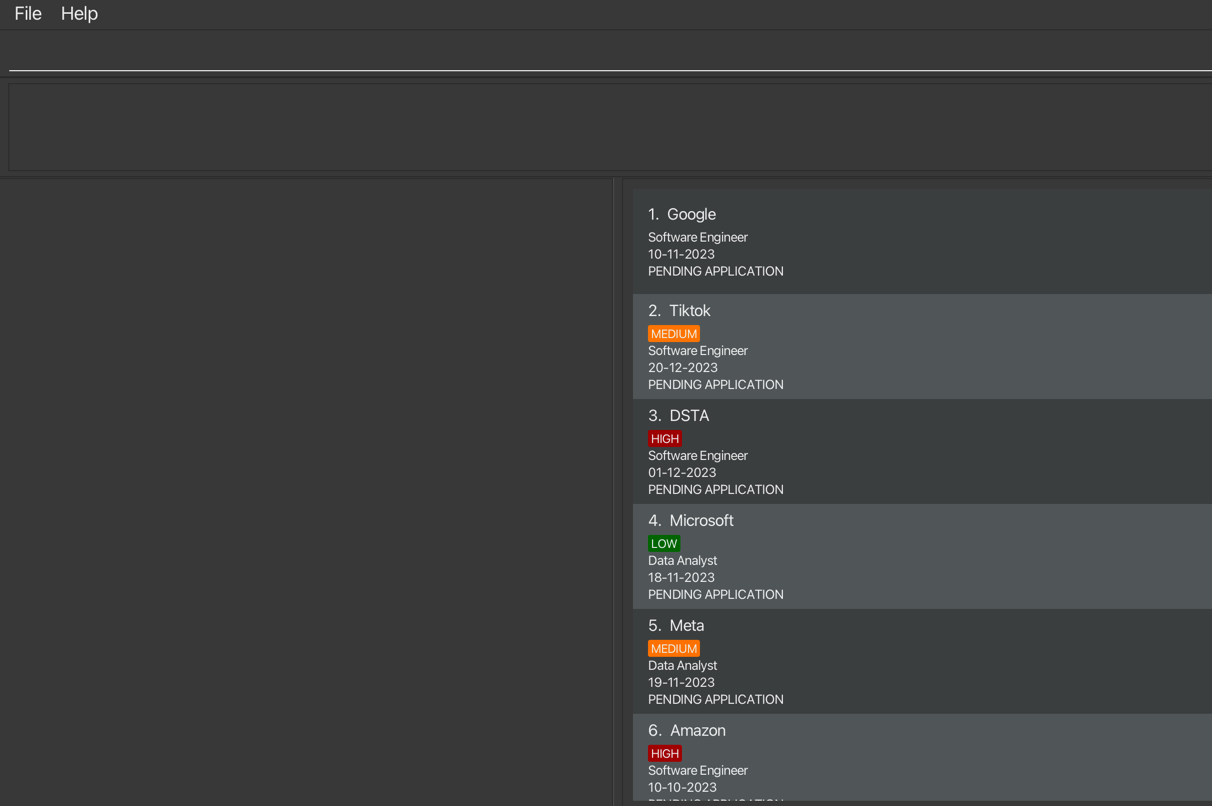 File Help
1. Google
Software Engineer
10-11-2023
PENDING APPLICATION
2. Tiktok
MEDIUM
Software Engineer
20-12-2023
PENDING APPLICATION
3. DSTA
HIGH
Software Engineer
01-12-2023
PENDING APPLICATION
4. Microsoft
LOW
Data Analyst
18-11-2023
PENDING APPLICATION
5. Meta
MEDIUM
Data Analyst
19-11-2023
PENDING APPLICATION
6. Amazon
HIGH
Software Engineer
10-10-2023